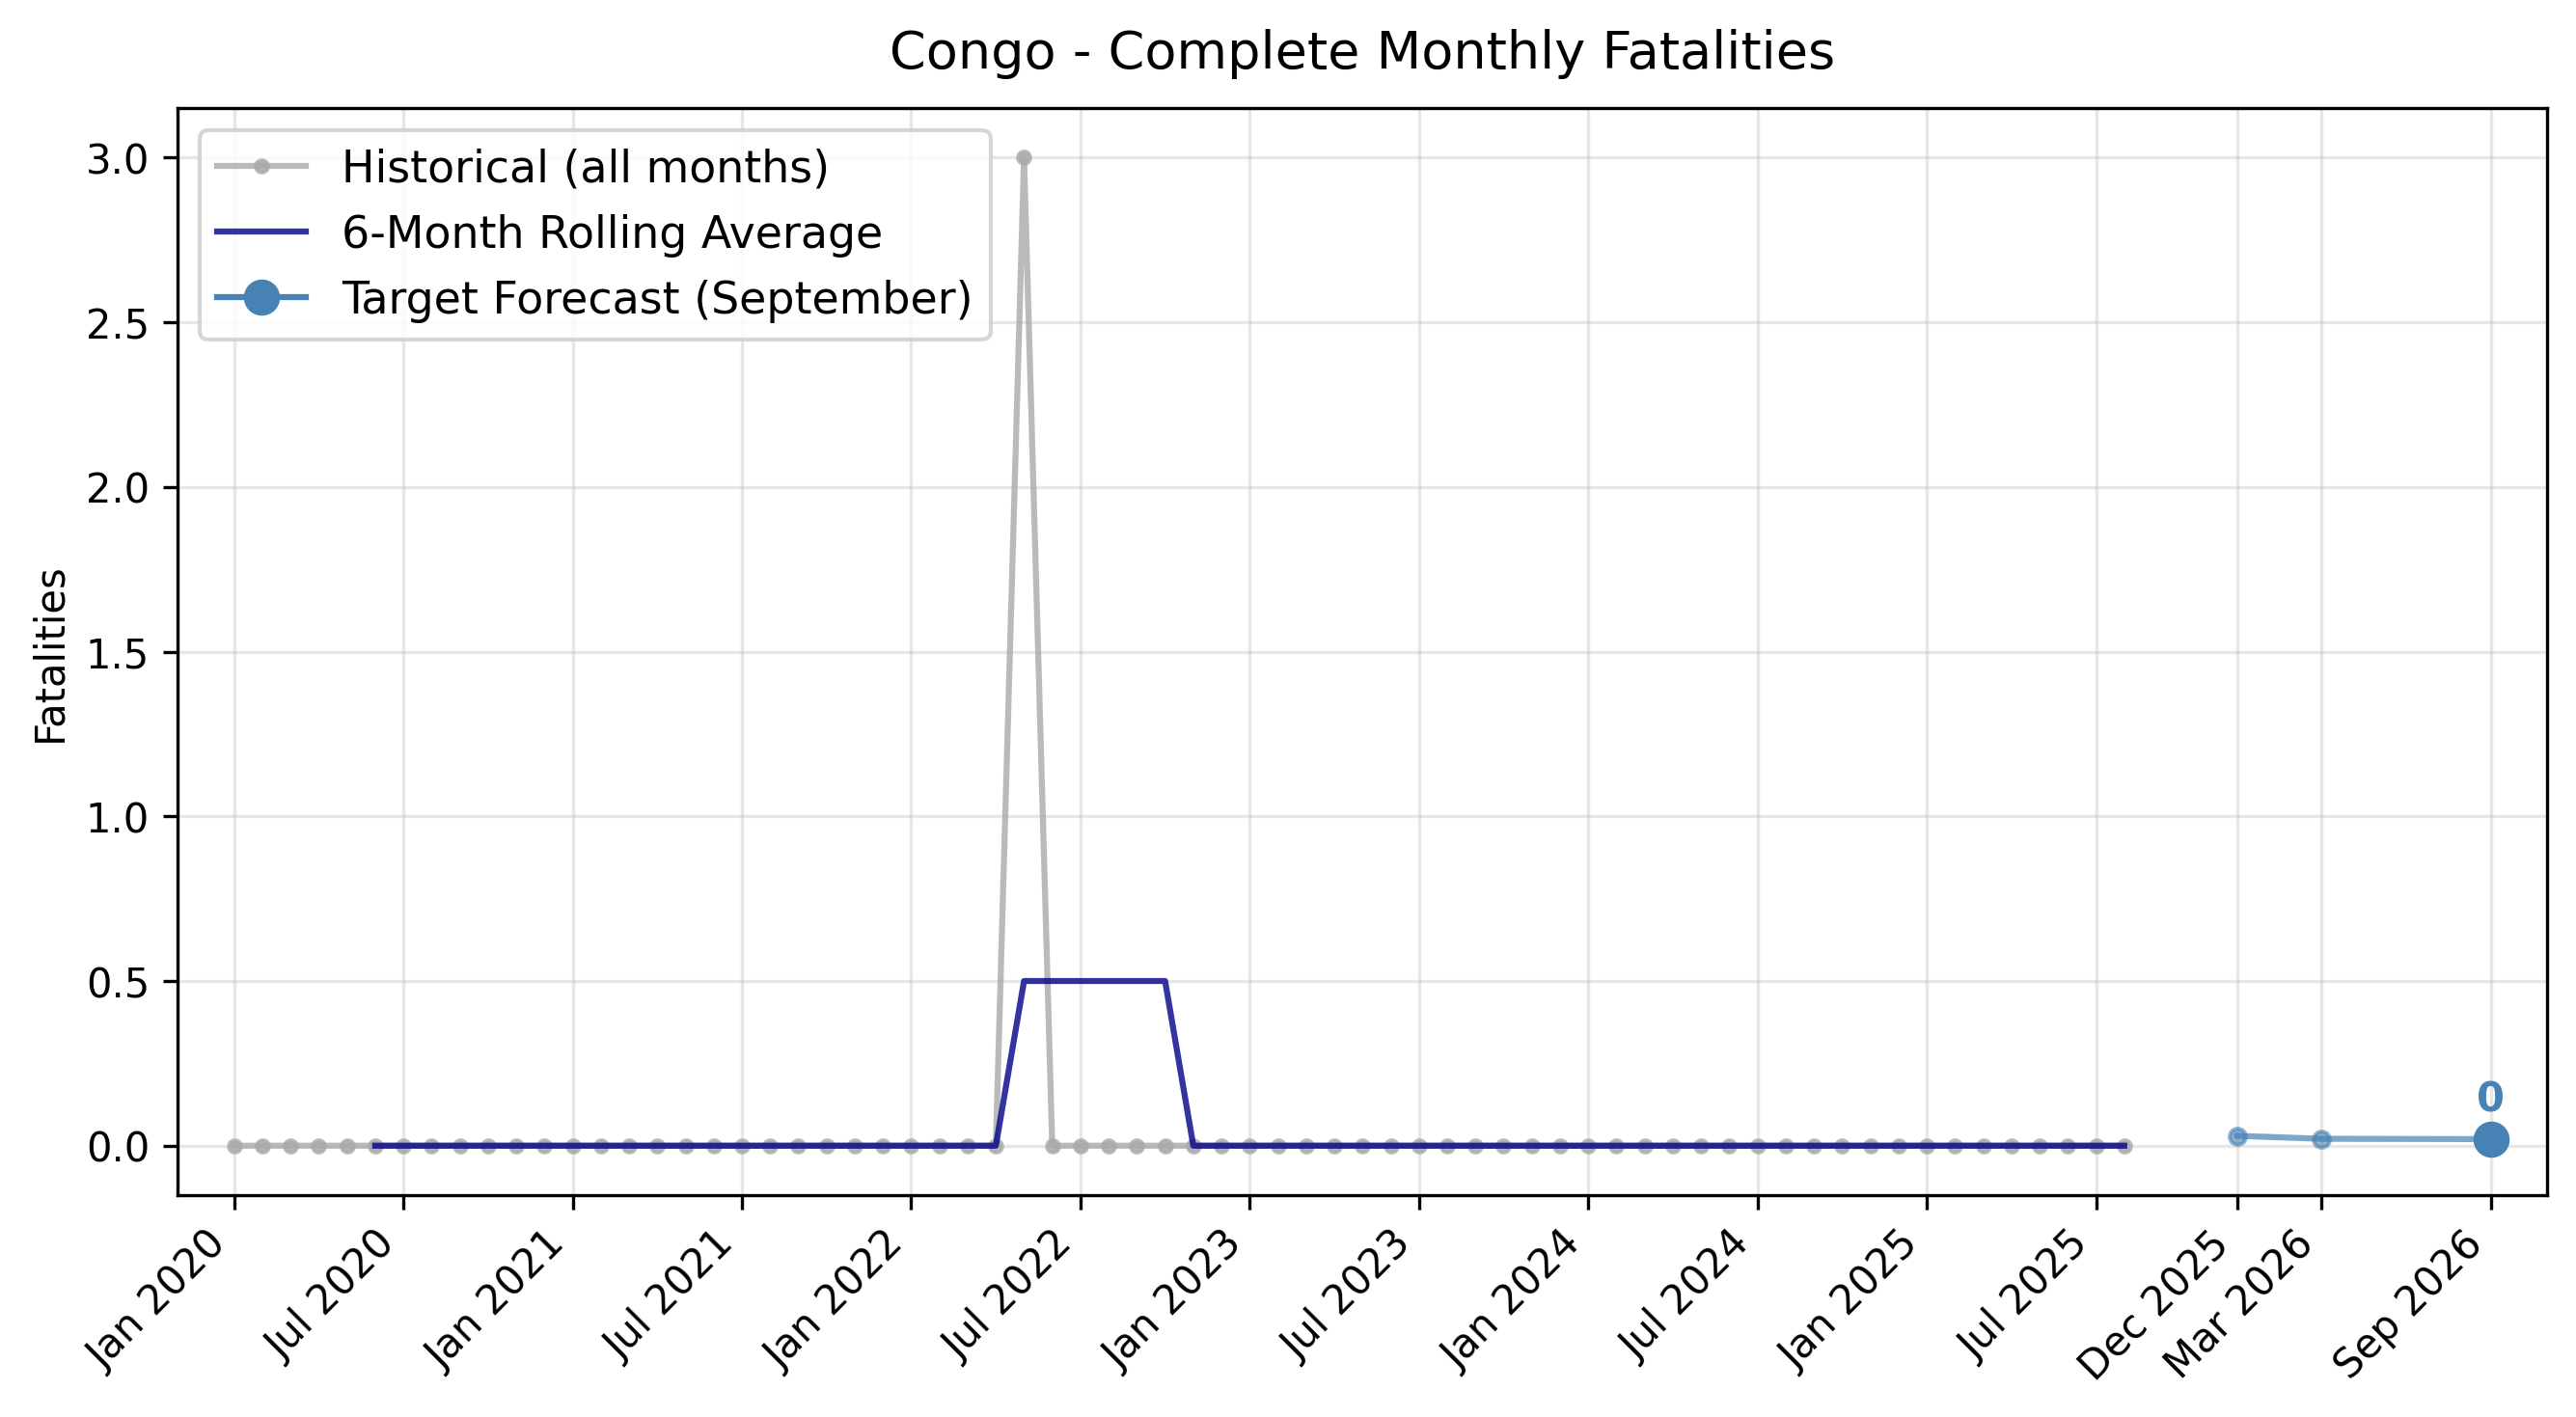 Congo - Complete Monthly Fatalities
Historical (all months)
6-Month Rolling Average
Target Forecast (September)
Fatalities
3.0
2.5
2.0
1.5
1.0
0.5
0.0
0
Jan 2020
Jul 2020
Jan 2021
Jul 2021
Jan 2022
Jul 2022
Jan 2023
Jul 2023
Jan 2024
Jul 2024
Jan 2025
Jul 2025
Dec 2025
Mar 2026
Sep 2026